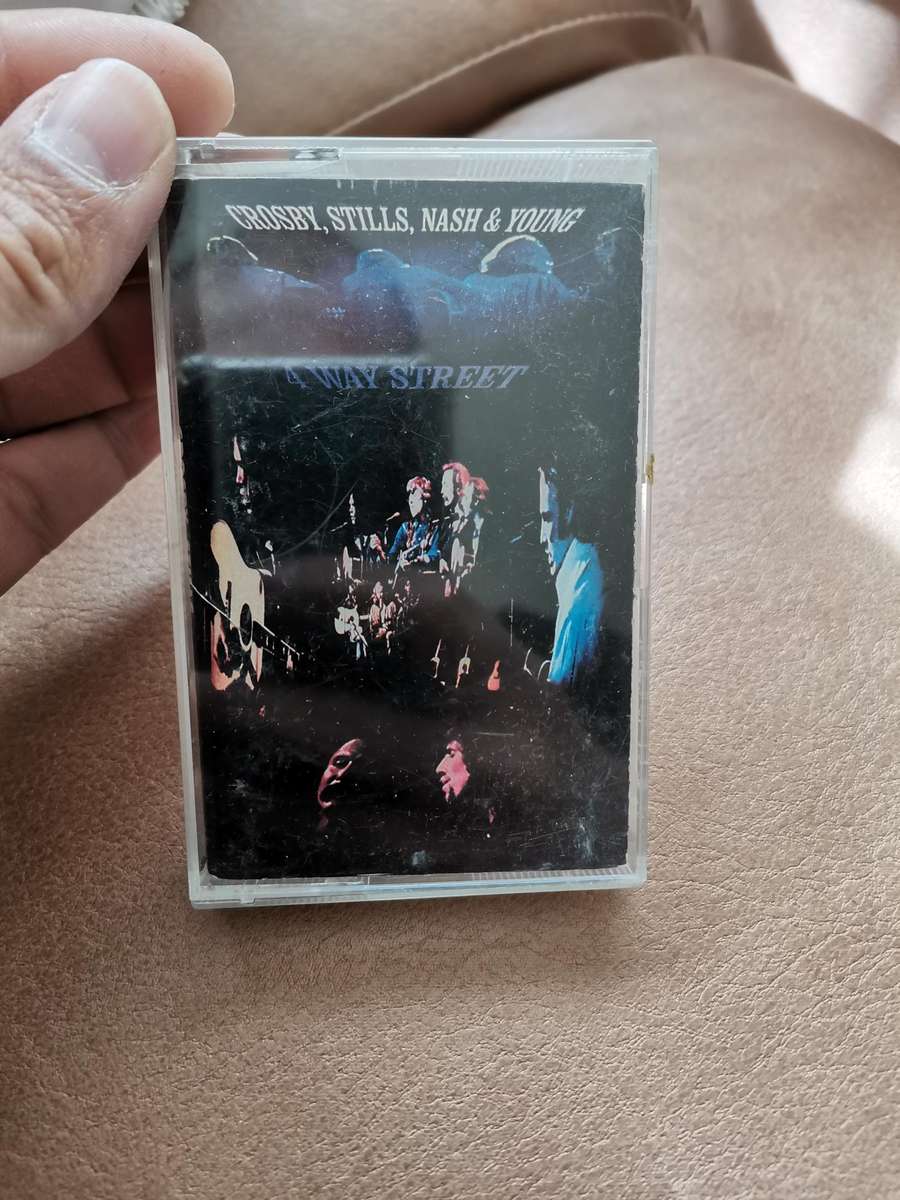 CROSBY, STILLS, NASH & YOUNG
4 WAY STREET